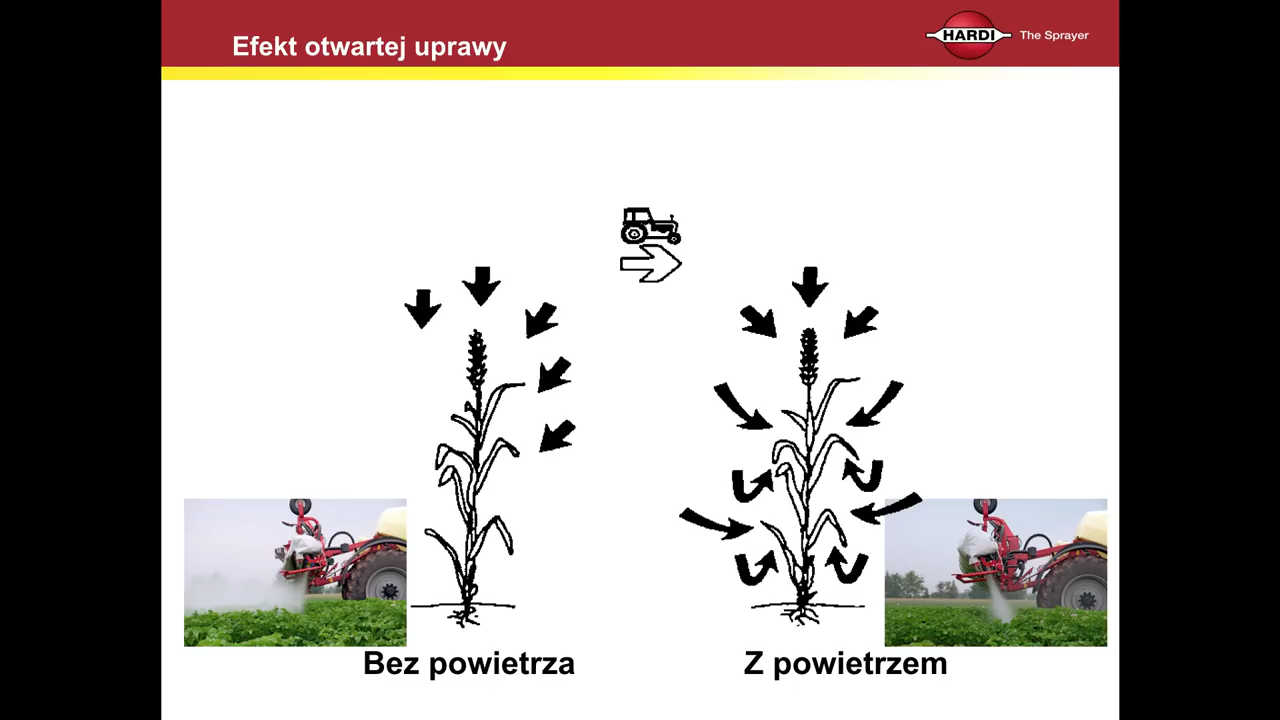 Efekt otwartej uprawy
HARDI
The Sprayer
Bez powietrza
Z powietrzem